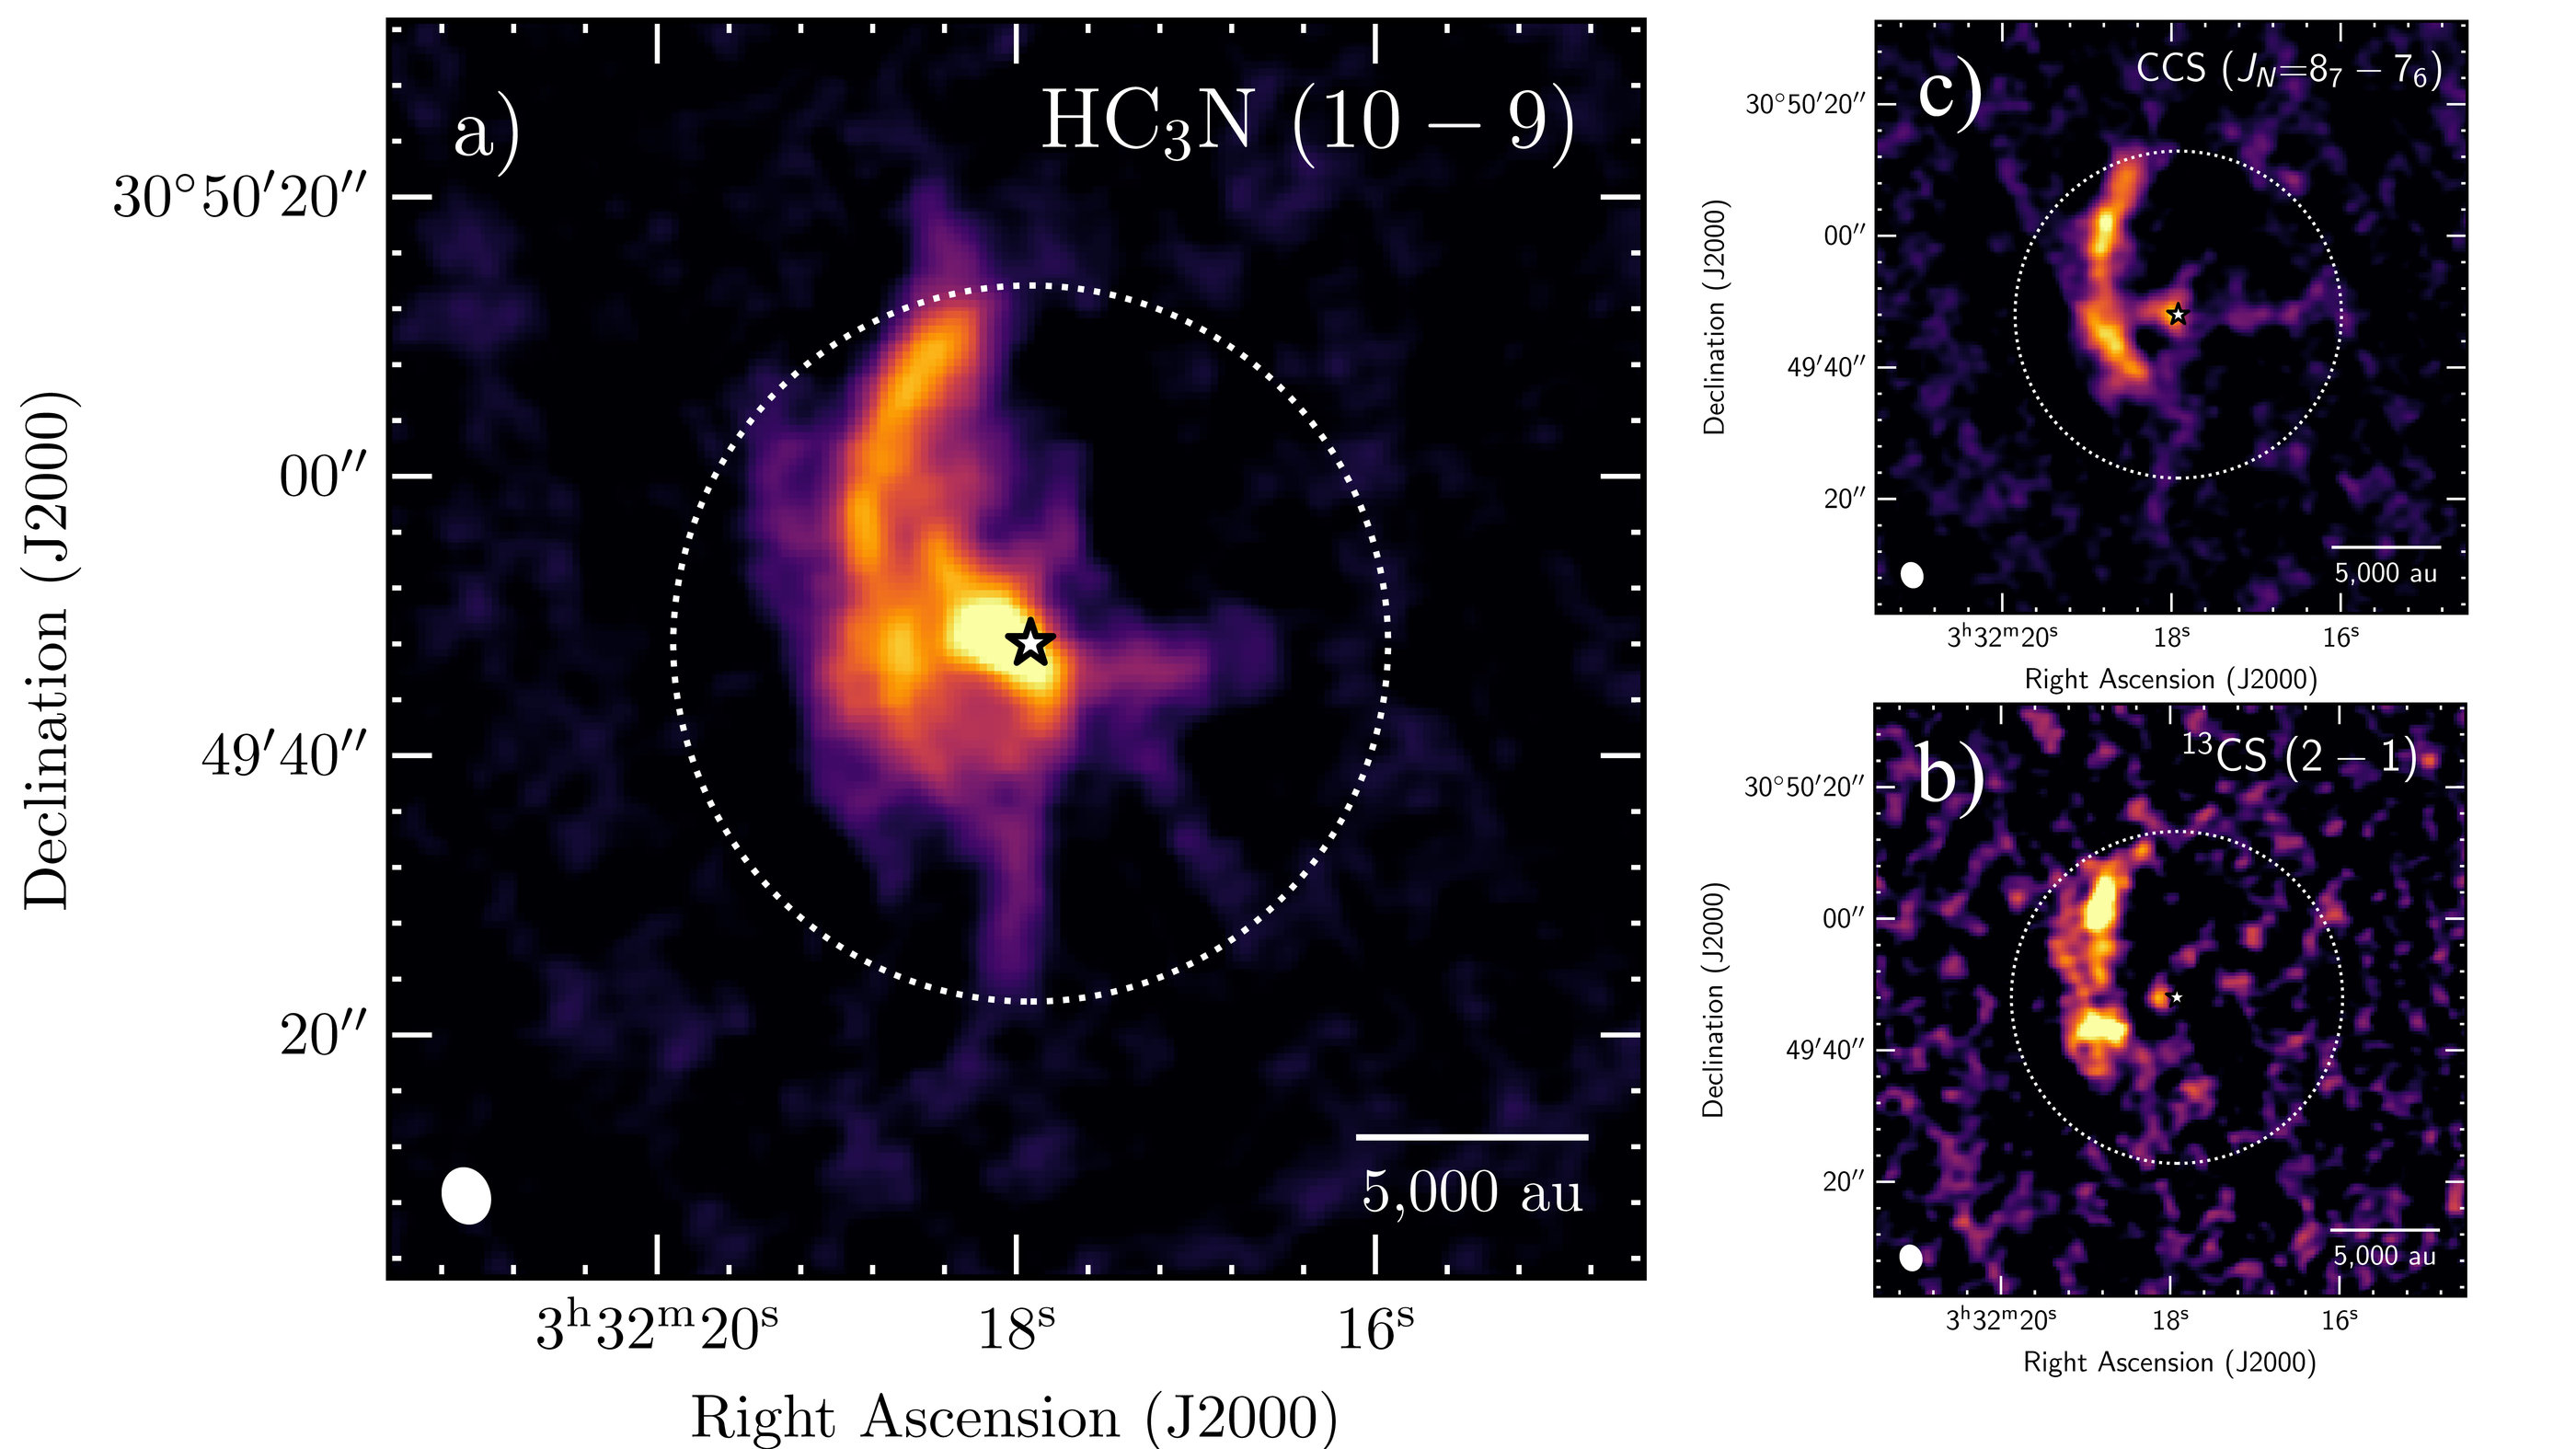 a)
HC₃N (10 − 9)
30°50′20″
00″
49′40″
20″
Declination (J2000)
5,000 au
3ʰ32ᵐ20ˢ 18ˢ 16ˢ
Right Ascension (J2000)
c)
CCS (J_N=8₇ − 7₆)
30°50′20″
00″
49′40″
20″
Declination (J2000)
5,000 au
3ʰ32ᵐ20ˢ 18ˢ 16ˢ
Right Ascension (J2000)
b)
¹³CS (2 − 1)
30°50′20″
00″
49′40″
20″
Declination (J2000)
5,000 au
3ʰ32ᵐ20ˢ 18ˢ 16ˢ
Right Ascension (J2000)